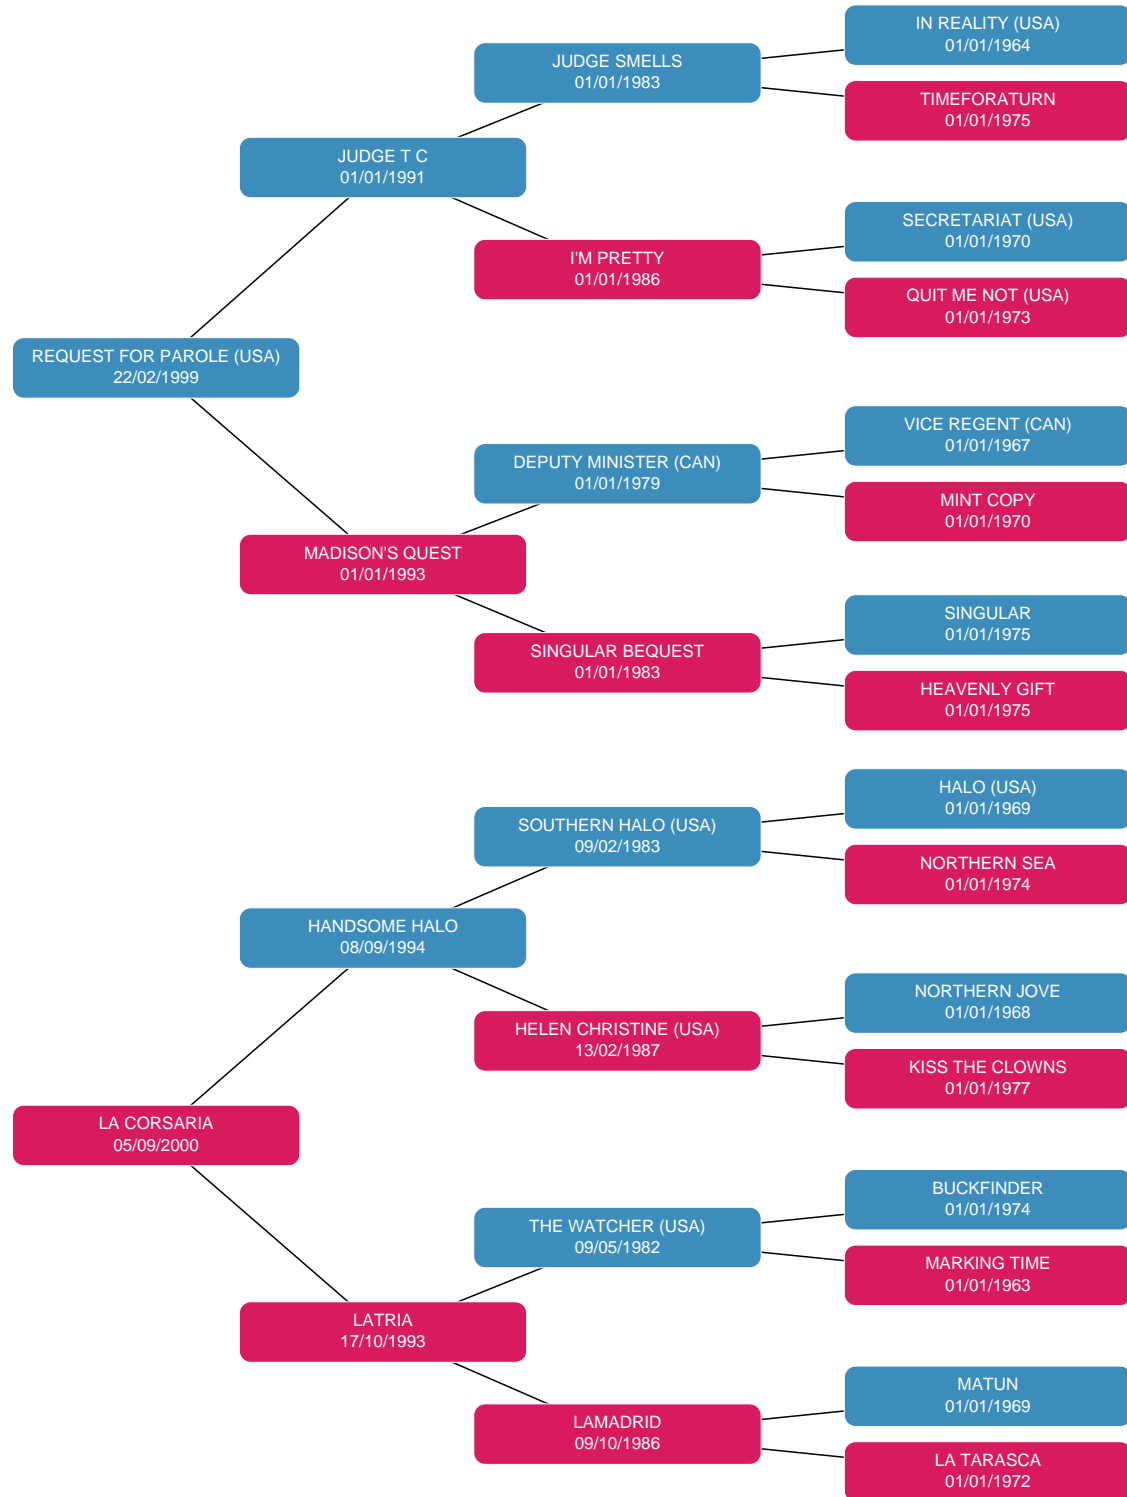 IN REALITY (USA)
01/01/1964
JUDGE SMELLS
01/01/1983
TIMEFORATURN
01/01/1975
JUDGE T C
01/01/1991
SECRETARIAT (USA)
01/01/1970
I'M PRETTY
01/01/1986
QUIT ME NOT (USA)
01/01/1973
REQUEST FOR PAROLE (USA)
22/02/1999
VICE REGENT (CAN)
01/01/1967
DEPUTY MINISTER (CAN)
01/01/1979
MINT COPY
01/01/1970
MADISON'S QUEST
01/01/1993
SINGULAR
01/01/1975
SINGULAR BEQUEST
01/01/1983
HEAVENLY GIFT
01/01/1975
HALO (USA)
01/01/1969
SOUTHERN HALO (USA)
09/02/1983
NORTHERN SEA
01/01/1974
HANDSOME HALO
08/09/1994
NORTHERN JOVE
01/01/1968
HELEN CHRISTINE (USA)
13/02/1987
KISS THE CLOWNS
01/01/1977
LA CORSARIA
05/09/2000
BUCKFINDER
01/01/1974
THE WATCHER (USA)
09/05/1982
MARKING TIME
01/01/1963
LATRIA
17/10/1993
MATUN
01/01/1969
LAMADRID
09/10/1986
LA TARASCA
01/01/1972